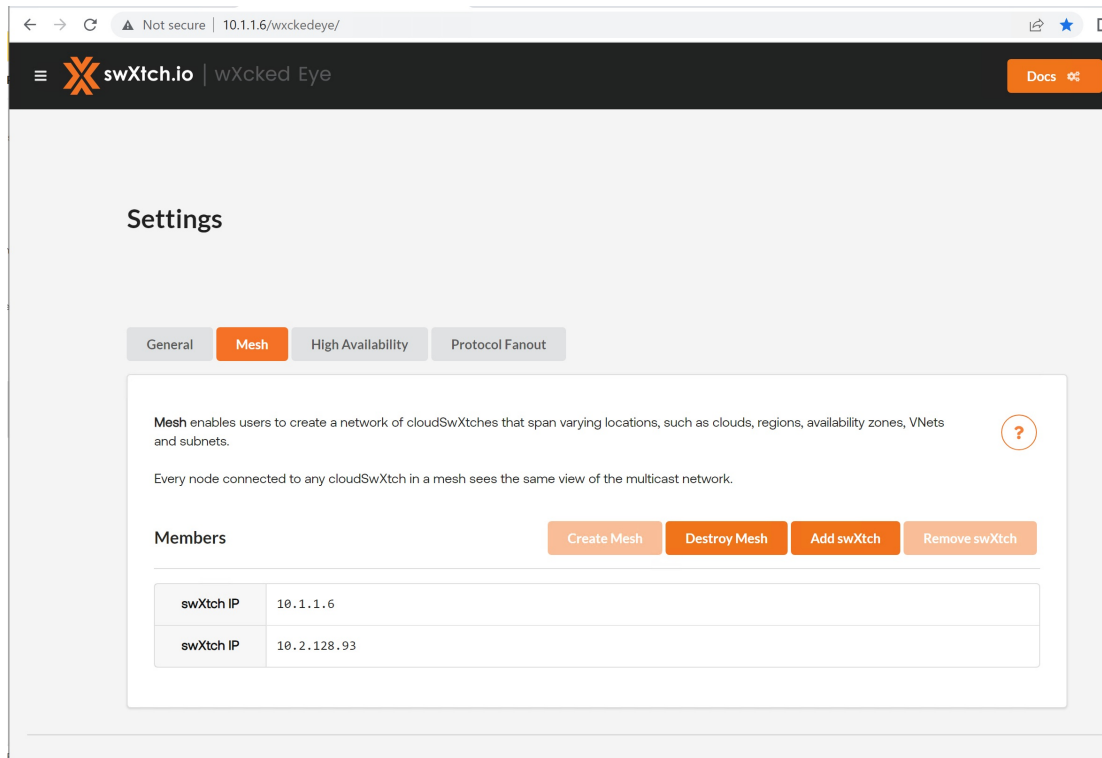 Not secure | 10.1.1.6/wxckedeye/
swXtch.io | wXcked Eye
Docs
Settings
General Mesh High Availability Protocol Fanout
Mesh enables users to create a network of cloudSwXtches that span varying locations, such as clouds, regions, availability zones, VNets
and subnets.
?
Every node connected to any cloudSwXtch in a mesh sees the same view of the multicast network.
Members Create Mesh Destroy Mesh Add swXtch Remove swXtch
swXtch IP 10.1.1.6
swXtch IP 10.2.128.93